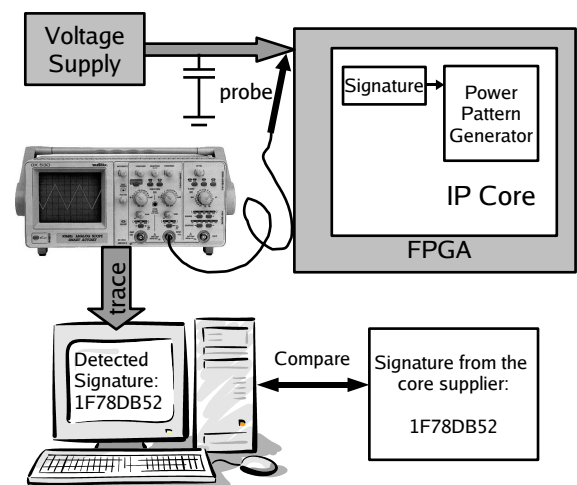 Voltage
Supply
probe
Signature
Power
Pattern
Generator
IP Core
FPGA
trace
Detected
Signature:
1F78DB52
Compare
Signature from the
core supplier:
1F78DB52